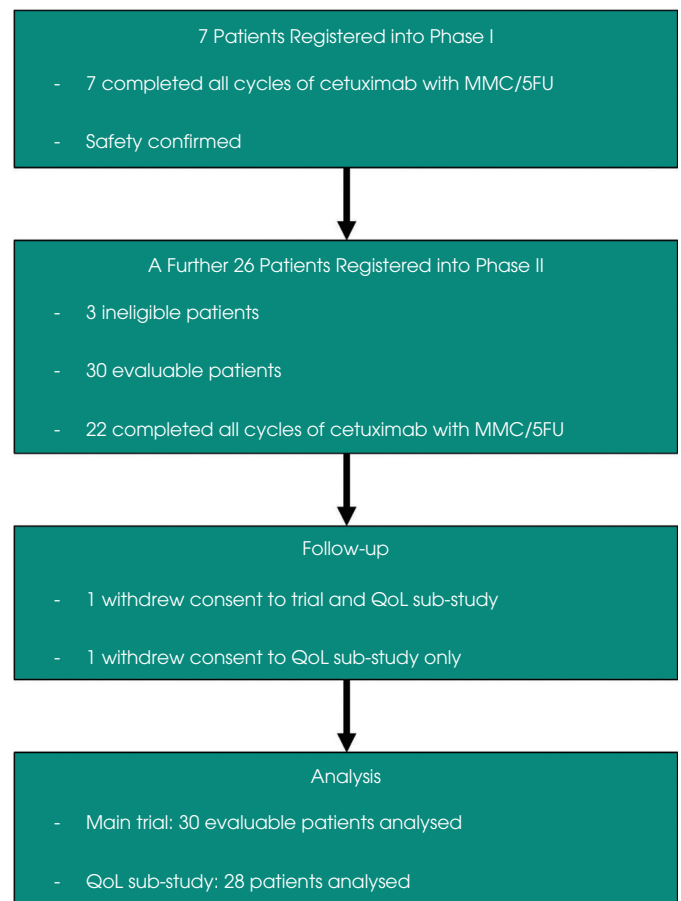 7 Patients Registered into Phase I
- 7 completed all cycles of cetuximab with MMC/5FU
- Safety confirmed
A Further 26 Patients Registered into Phase II
- 3 ineligible patients
- 30 evaluable patients
- 22 completed all cycles of cetuximab with MMC/5FU
Follow-up
- 1 withdrew consent to trial and QoL sub-study
- 1 withdrew consent to QoL sub-study only
Analysis
- Main trial: 30 evaluable patients analysed
- QoL sub-study: 28 patients analysed